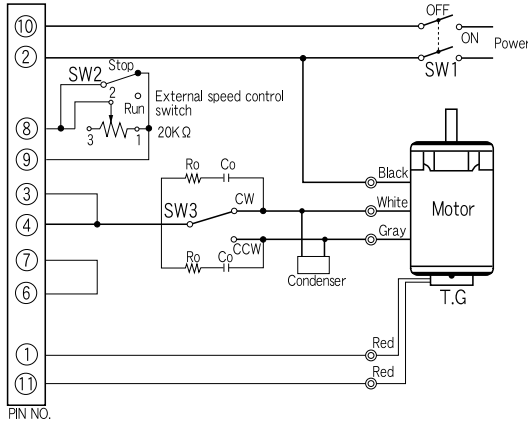 OFF
⑩
ON
Power
②
SW1
Stop
SW2
2
External speed control
switch
Run
⑧
3
1
20KΩ
⑨
Ro
Co
Black
③
CW
White
Motor
SW3
④
Gray
CCW
⑦
Ro
Co
Condenser
⑥
T.G
Red
①
Red
⑪
PIN NO.